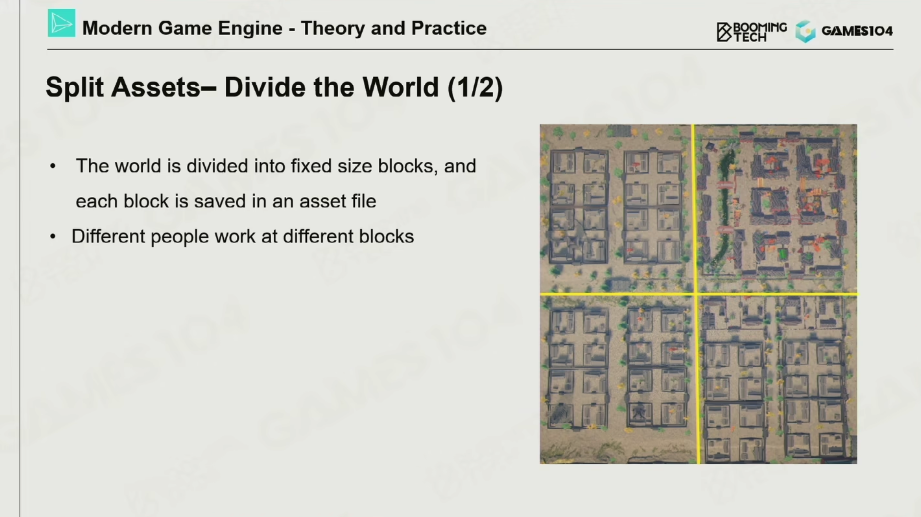 Modern Game Engine - Theory and Practice
BOOMING
TECH
GAMES104
Split Assets– Divide the World (1/2)
• The world is divided into fixed size blocks, and
each block is saved in an asset file
• Different people work at different blocks